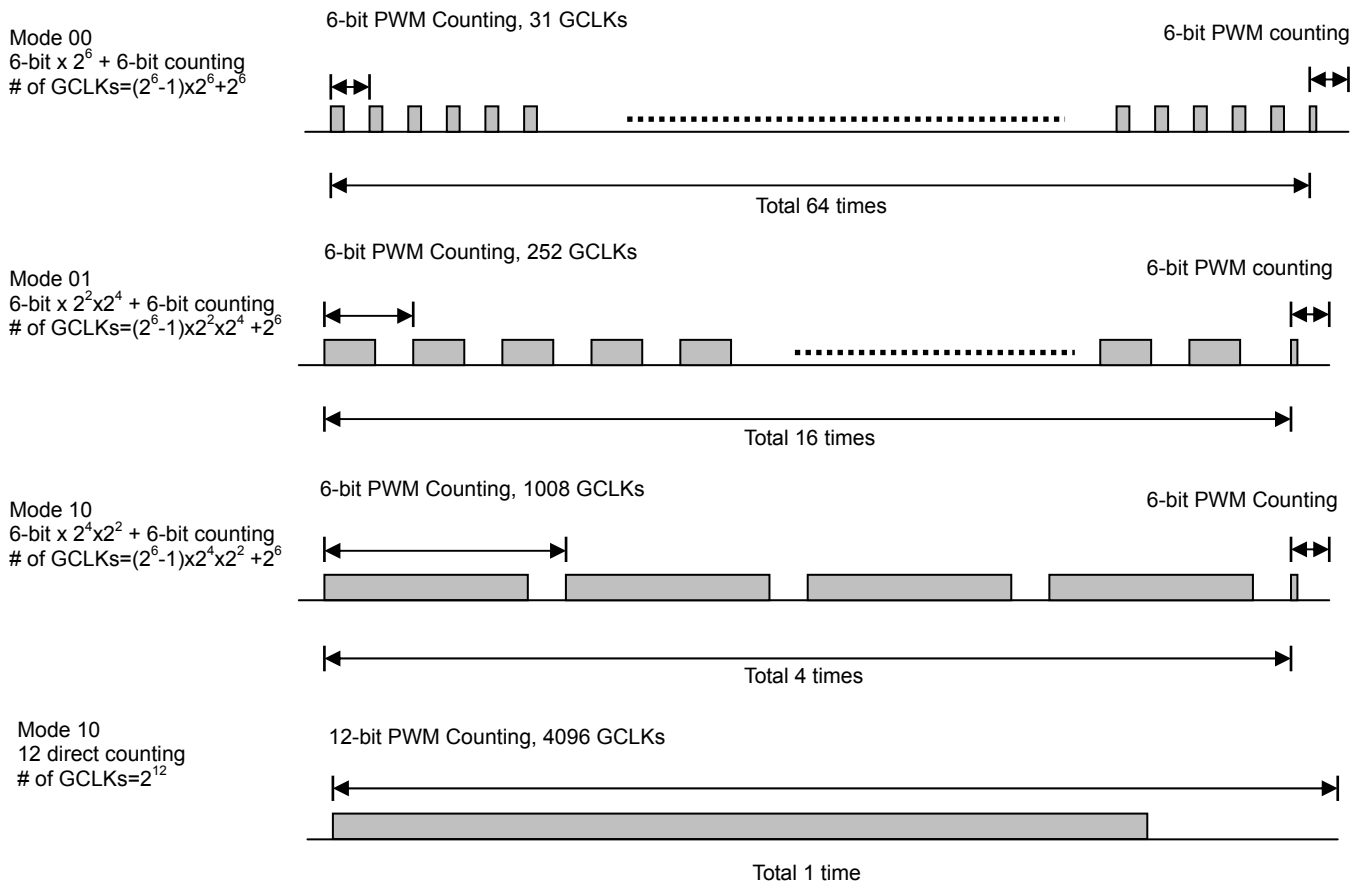 6-bit PWM Counting, 31 GCLKs
6-bit PWM counting
Mode 00
6-bit x 2^6 + 6-bit counting
# of GCLKs=(2^6-1)x2^6+2^6
Total 64 times
6-bit PWM Counting, 252 GCLKs
6-bit PWM counting
Mode 01
6-bit x 2^2x2^4 + 6-bit counting
# of GCLKs=(2^6-1)x2^2x2^4 +2^6
Total 16 times
6-bit PWM Counting, 1008 GCLKs
6-bit PWM Counting
Mode 10
6-bit x 2^4x2^2 + 6-bit counting
# of GCLKs=(2^6-1)x2^4x2^2 +2^6
Total 4 times
Mode 10
12 direct counting
# of GCLKs=2^12
12-bit PWM Counting, 4096 GCLKs
Total 1 time